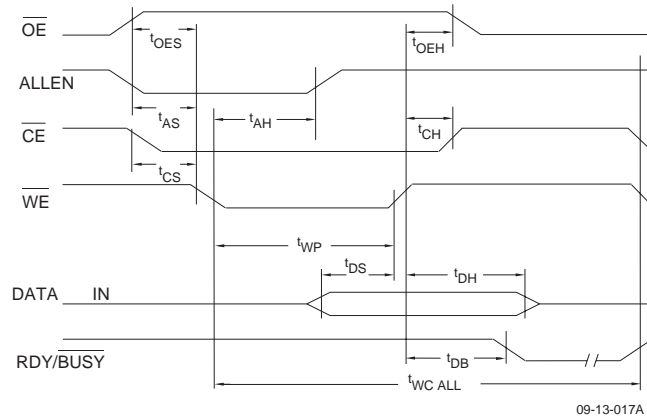 OE
tOES
tOEH
ALLEN
tAS
tAH
CE
tCH
tCS
WE
tWP
tDS
tDH
DATA IN
RDY/BUSY
tDB
tWC ALL
09-13-017A